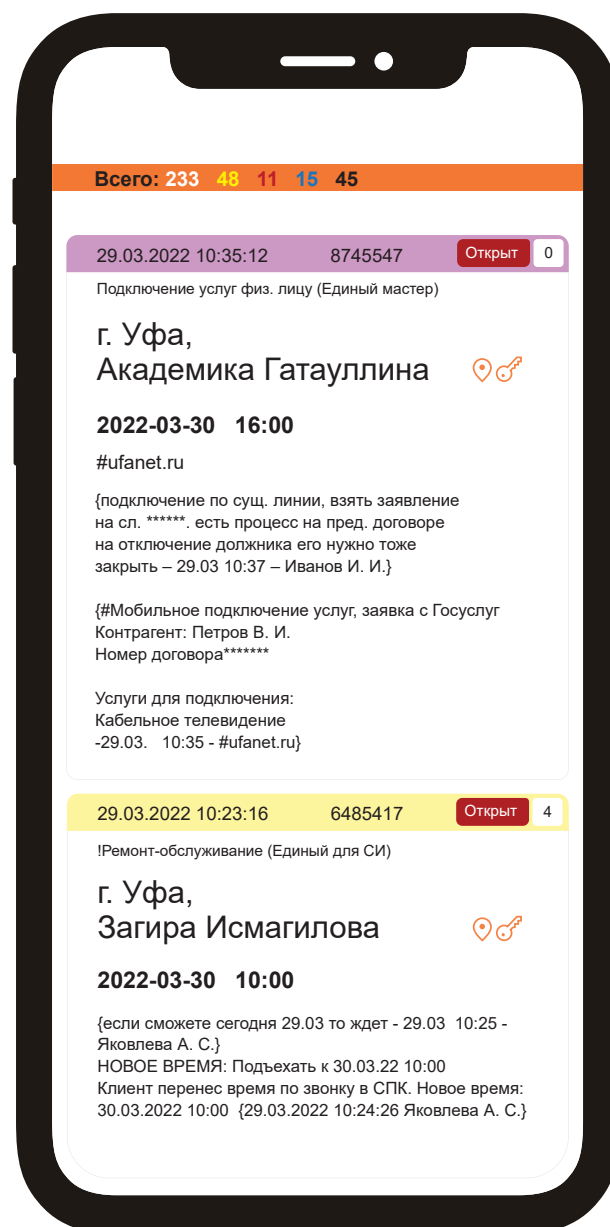 Всего: 233 48 11 15 45
29.03.2022 10:35:12 8745547 Открыт 0
Подключение услуг физ. лицу (Единый мастер)
г. Уфа,
Академика Гатауллина
2022-03-30 16:00
#ufanet.ru
{подключение по сущ. линии, взять заявление
на сл. ******. есть процесс на пред. договоре
на отключение должника его нужно тоже
закрыть – 29.03 10:37 – Иванов И. И.}
{#Мобильное подключение услуг, заявка с Госуслуг
Контрагент: Петров В. И.
Номер договора*******
Услуги для подключения:
Кабельное телевидение
-29.03. 10:35 - #ufanet.ru}
29.03.2022 10:23:16 6485417 Открыт 4
!Ремонт-обслуживание (Единый для СИ)
г. Уфа,
Загира Исмагилова
2022-03-30 10:00
{если сможете сегодня 29.03 то ждет - 29.03 10:25 -
Яковлева А. С.}
НОВОЕ ВРЕМЯ: Подъехать к 30.03.22 10:00
Клиент перенес время по звонку в СПК. Новое время:
30.03.2022 10:00 {29.03.2022 10:24:26 Яковлева А. С.}